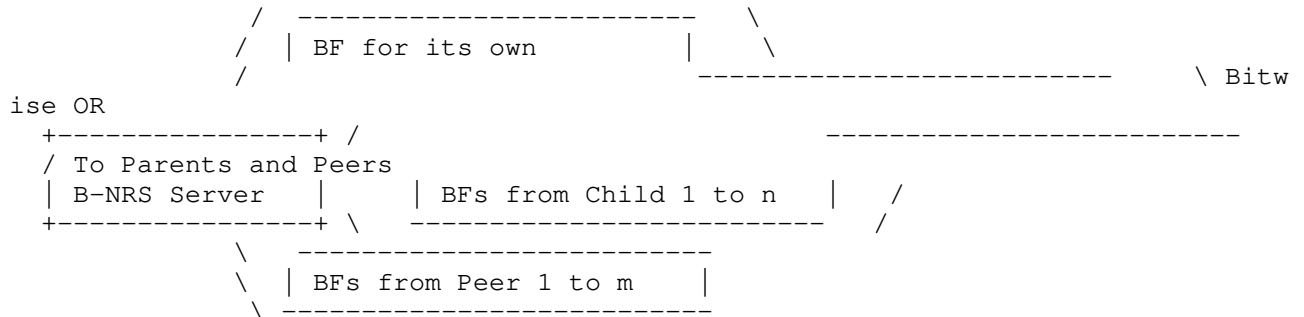 / ------------------------- \
/ | BF for its own | \
/ -------------------------- \ Bitw
ise OR
+----------------+ / --------------------------
/ To Parents and Peers
| B-NRS Server | | BFs from Child 1 to n | /
+----------------+ \ -------------------------- /
\ --------------------------
\ | BFs from Peer 1 to m |
\ ---------------------------